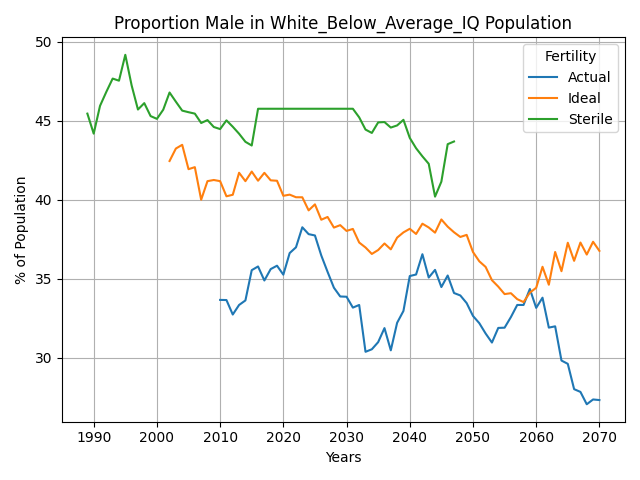 Proportion Male in White_Below_Average_IQ Population
% of Population
50
45
40
35
30
Fertility
Actual
Ideal
Sterile
1990 2000 2010 2020 2030 2040 2050 2060 2070
Years